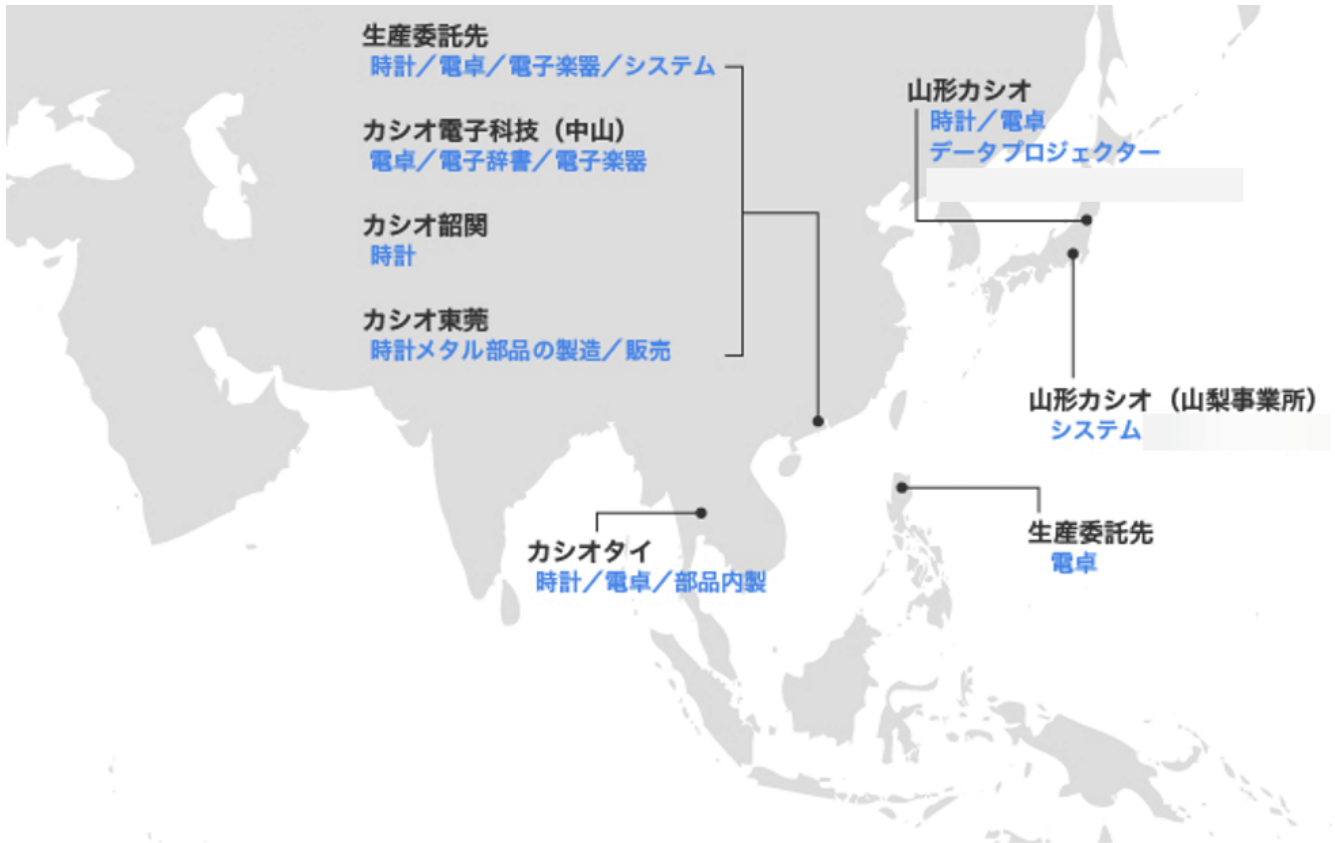 生産委託先
時計／電卓／電子楽器／システム
カシオ電子科技（中山）
電卓／電子辞書／電子楽器
カシオ韶関
時計
カシオ東莞
時計メタル部品の製造／販売
山形カシオ
時計／電卓
データプロジェクター
山形カシオ（山梨事業所）
システム
生産委託先
電卓
カシオタイ
時計／電卓／部品内製